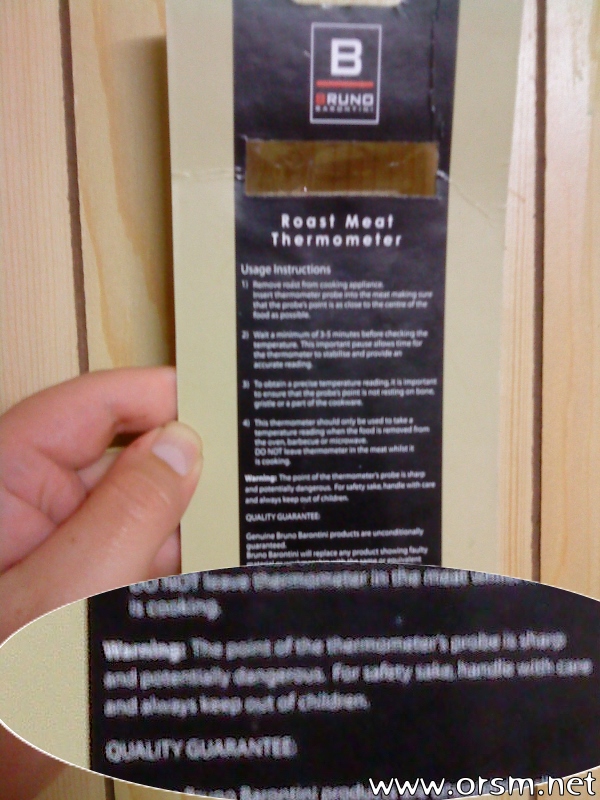 B
BRUNO
BARONTINI
Roast Meat
Thermometer
Usage Instructions
1) Remove roast from cooking appliance.
Insert thermometer probe into the meat making sure
that the probe's point is as close to the centre of the
food as possible.
2) Wait a minimum of 3-5 minutes before checking the
temperature. This important pause allows time for
the thermometer to stabilise and provide an
accurate reading.
3) To obtain a precise temperature reading, it is important
to ensure that the probe's point is not resting on bone,
gristle or a part of the cookware.
4) This thermometer should only be used to take a
temperature reading when the food is removed from
the oven, barbecue or microwave.
DO NOT leave thermometer in the meat whilst it
is cooking.
Warning: The point of the thermometer's probe is sharp
and potentially dangerous. For safety sake, handle with care
and always keep out of children.
QUALITY GUARANTEE:
Genuine Bruno Barontini products are unconditionally
guaranteed.
Bruno Barontini will replace any product showing faulty
material or workmanship with the same or equivalent
DO NOT leave thermometer in the meat
is cooking.
Warning: The point of the thermometer's probe is sharp
and potentially dangerous. For safety sake, handle with care
and always keep out of children.
QUALITY GUARANTEE:
Bruno Barontini
www.orsm.net